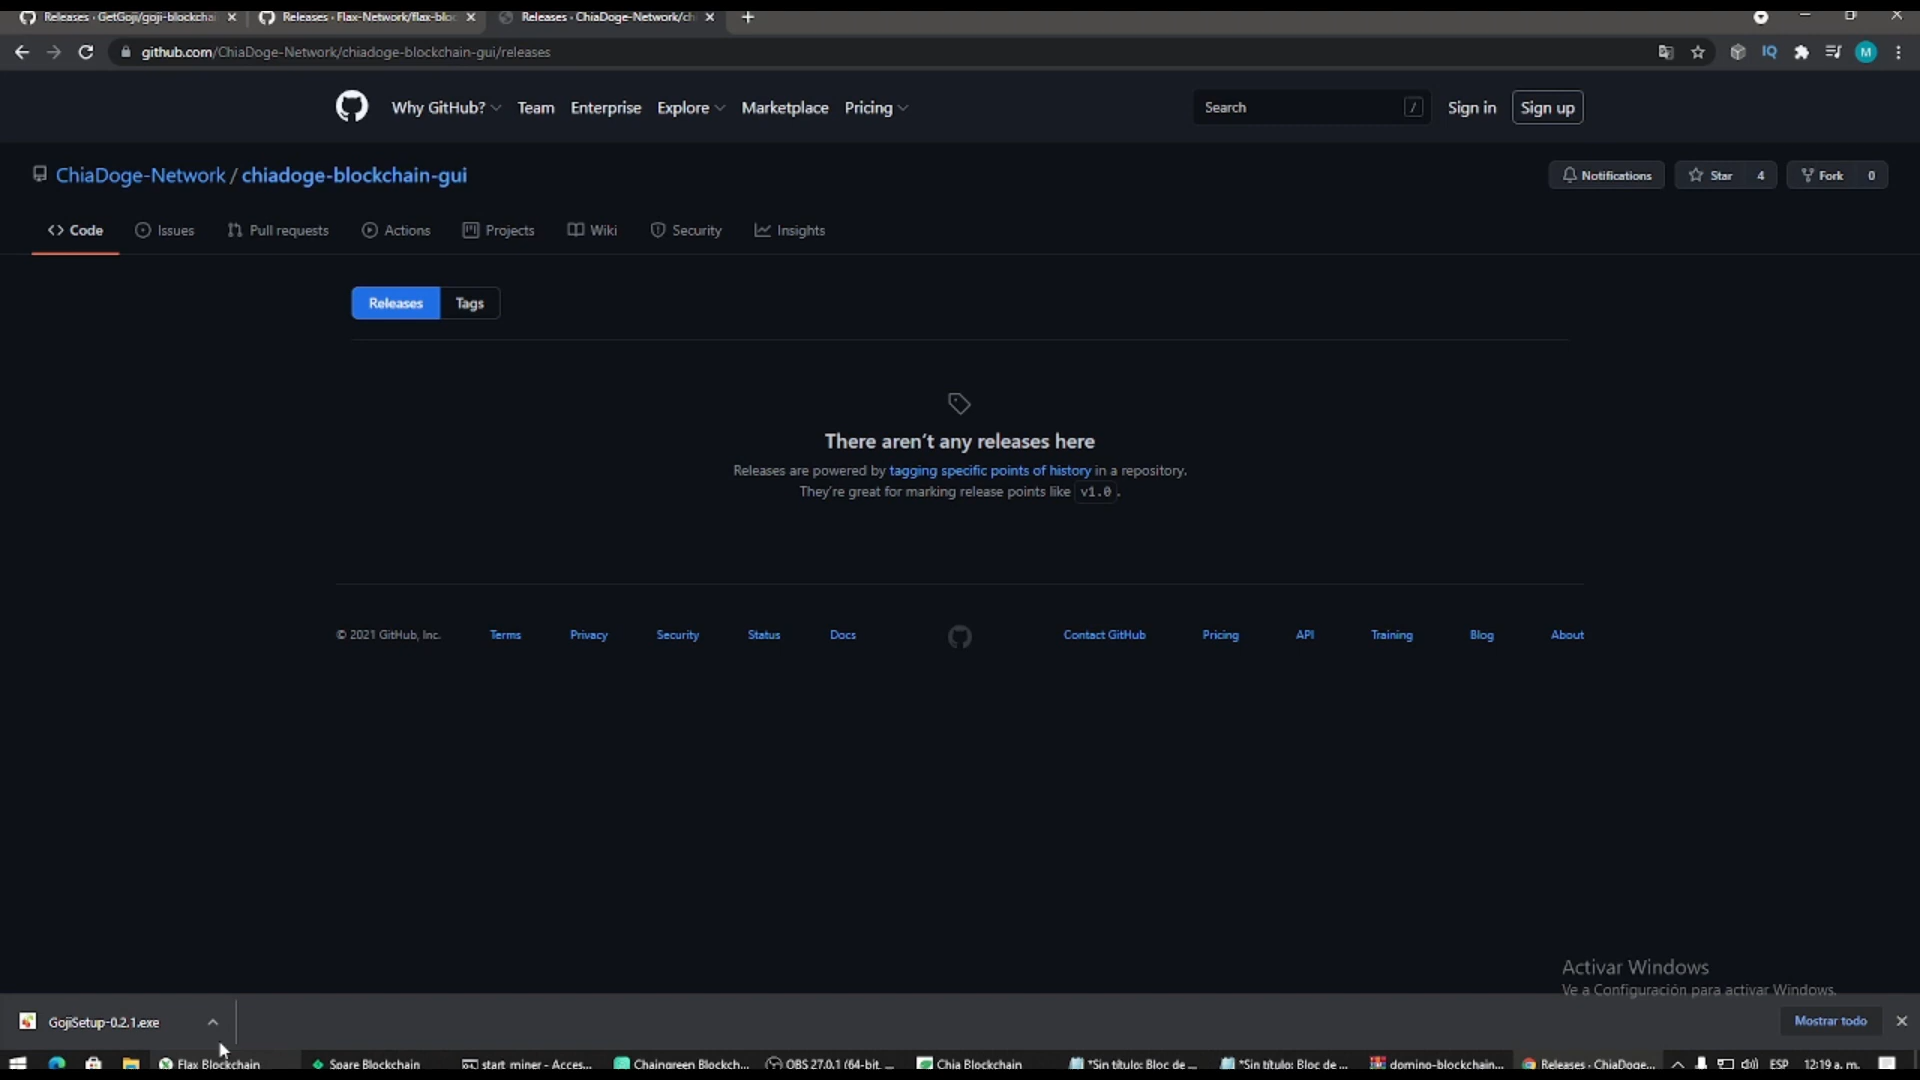 Releases · GetGoji/goji-blockchai
Releases · Flax-Network/flax-bloc
Releases · ChiaDoge-Network/ch
github.com/ChiaDoge-Network/chiadoge-blockchain-gui/releases
IQ
M
Why GitHub? Team Enterprise Explore Marketplace Pricing
Search /
Sign in
Sign up
ChiaDoge-Network / chiadoge-blockchain-gui
Notifications
Star 4
Fork 0
Code Issues Pull requests Actions Projects Wiki Security Insights
Releases Tags
There aren't any releases here
Releases are powered by tagging specific points of history in a repository.
They're great for marking release points like v1.0 .
© 2021 GitHub, Inc. Terms Privacy Security Status Docs Contact GitHub Pricing API Training Blog About
Activar Windows
Ve a Configuración para activar Windows.
GojiSetup-0.2.1.exe
Mostrar todo
Flax Blockchain
Spare Blockchain
start_miner - Acces...
Chaingreen Blockch...
OBS 27.0.1 (64-bit, ...
Chia Blockchain
*Sin título: Bloc de ...
*Sin título: Bloc de ...
domino-blockchain...
Releases · ChiaDoge...
ESP
12:19 a. m.